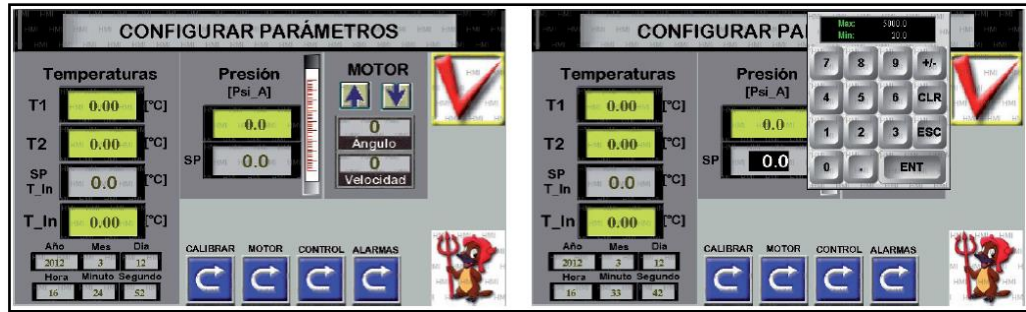 CONFIGURAR PARÁMETROS
Temperaturas
Presión
[Psi_A]
MOTOR
T1 0.00 [°C]
0.0
0
Angulo
T2 0.00 [°C]
SP 0.0
0
Velocidad
SP T_In 0.0 [°C]
T_In 0.00 [°C]
Año Mes Dia
2012 3 12
Hora Minuto Segundo
16 24 52
CALIBRAR MOTOR CONTROL ALARMAS
CONFIGURAR PA
Max: 5000.0
Min: 20.0
7 8 9 +/-
4 5 6 CLR
1 2 3 ESC
0 . ENT
Temperaturas
Presión
[Psi_A]
T1 0.00 [°C]
0.0
T2 0.00 [°C]
SP 0.0
SP T_In 0.0 [°C]
T_In 0.00 [°C]
Año Mes Dia
2012 3 12
Hora Minuto Segundo
16 33 42
CALIBRAR MOTOR CONTROL ALARMAS